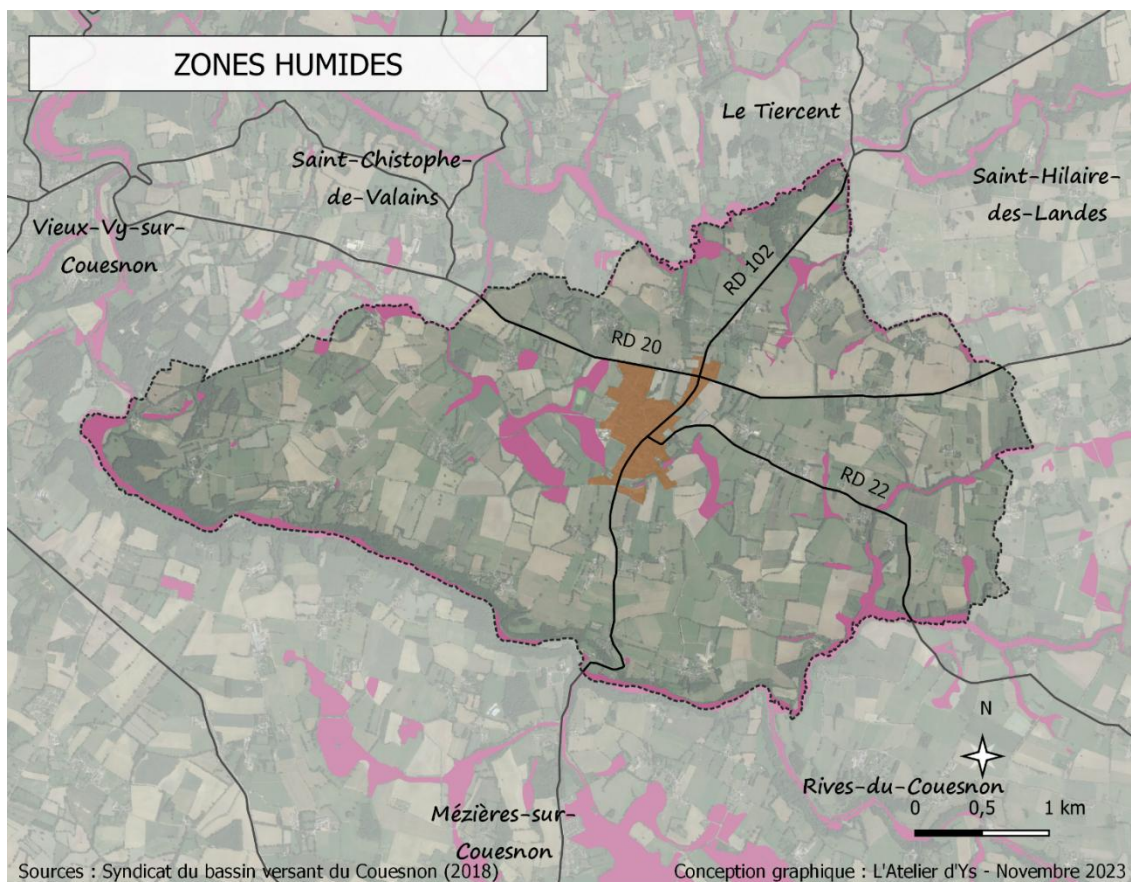 ZONES HUMIDES
Le Tiercent
Saint-Chistophe-
de-Valains
Saint-Hilaire-
des-Landes
Vieux-Vy-sur-
Couesnon
RD 102
RD 20
RD 22
N
Rives-du-Couesnon
0 0,5 1 km
Mézières-sur-
Couesnon
Sources : Syndicat du bassin versant du Couesnon (2018)
Conception graphique : L'Atelier d'Ys - Novembre 2023